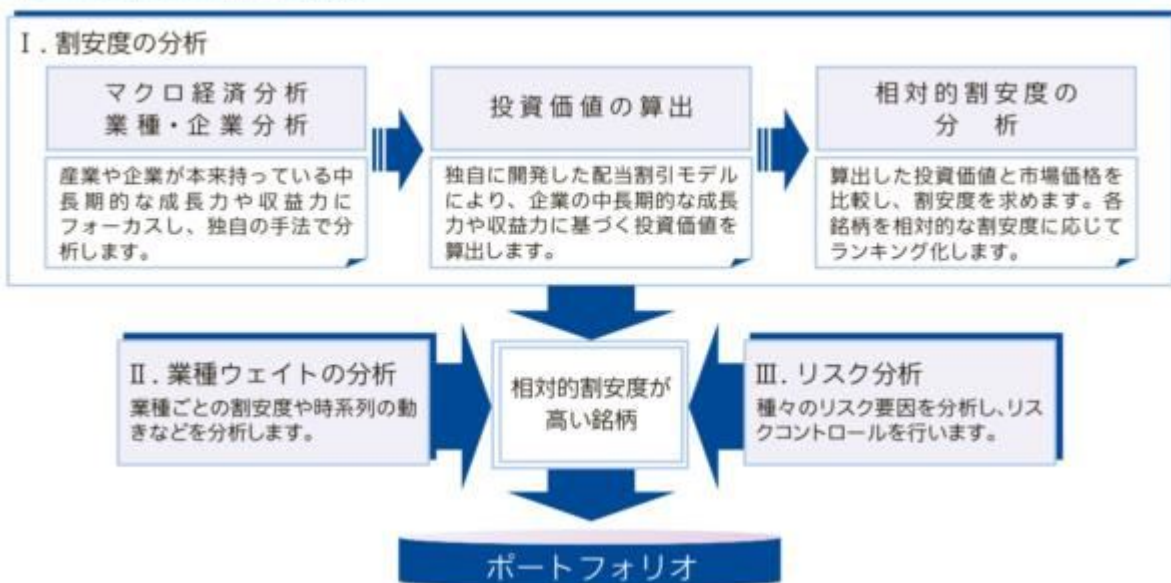 Ⅰ. 割安度の分析
マクロ経済分析
業種・企業分析
産業や企業が本来持っている中
長期的な成長力や収益力に
フォーカスし、独自の手法で分
析します。
投資価値の算出
独自に開発した配当割引モデル
により、企業の中長期的な成長
力や収益力に基づく投資価値を
算出します。
相対的割安度の
分 析
算出した投資価値と市場価格を
比較し、割安度を求めます。各
銘柄を相対的な割安度に応じて
ランキング化します。
Ⅱ. 業種ウェイトの分析
業種ごとの割安度や時系列の動
きなどを分析します。
相対的割安度が
高い銘柄
Ⅲ. リスク分析
種々のリスク要因を分析し、リス
クコントロールを行います。
ポートフォリオ